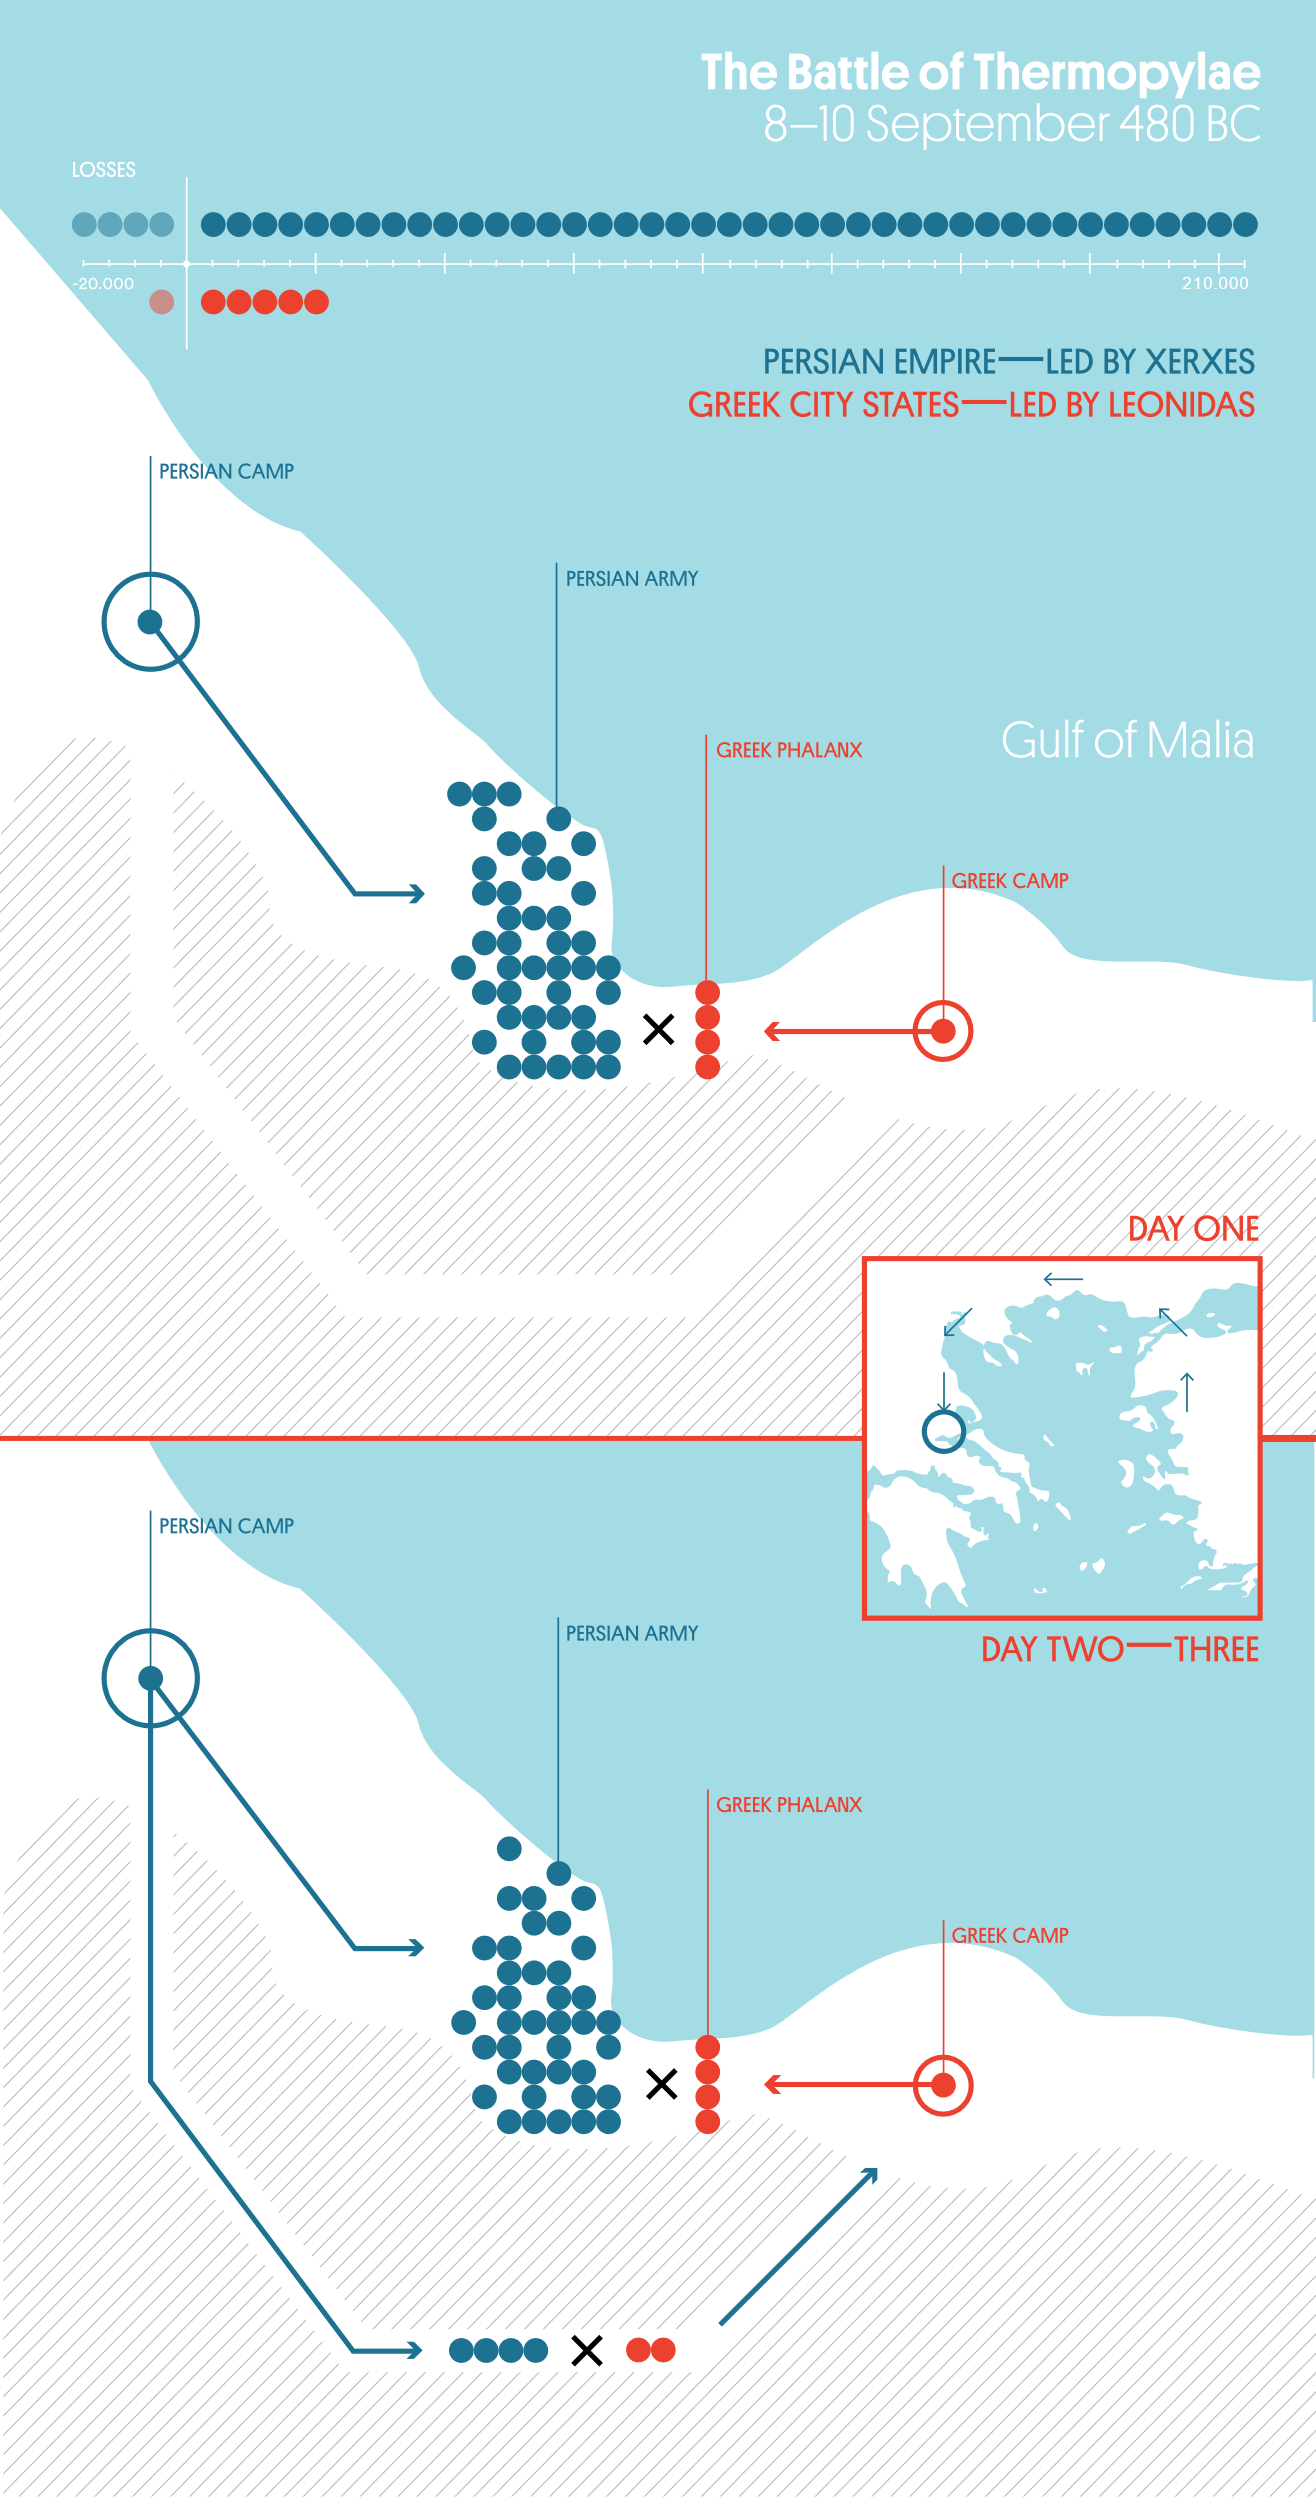 The Battle of Thermopylae
8–10 September 480 BC
LOSSES
-20.000
210.000
PERSIAN EMPIRE—LED BY XERXES
GREEK CITY STATES—LED BY LEONIDAS
PERSIAN CAMP
PERSIAN ARMY
Gulf of Malia
GREEK PHALANX
GREEK CAMP
DAY ONE
PERSIAN CAMP
PERSIAN ARMY
DAY TWO—THREE
GREEK PHALANX
GREEK CAMP